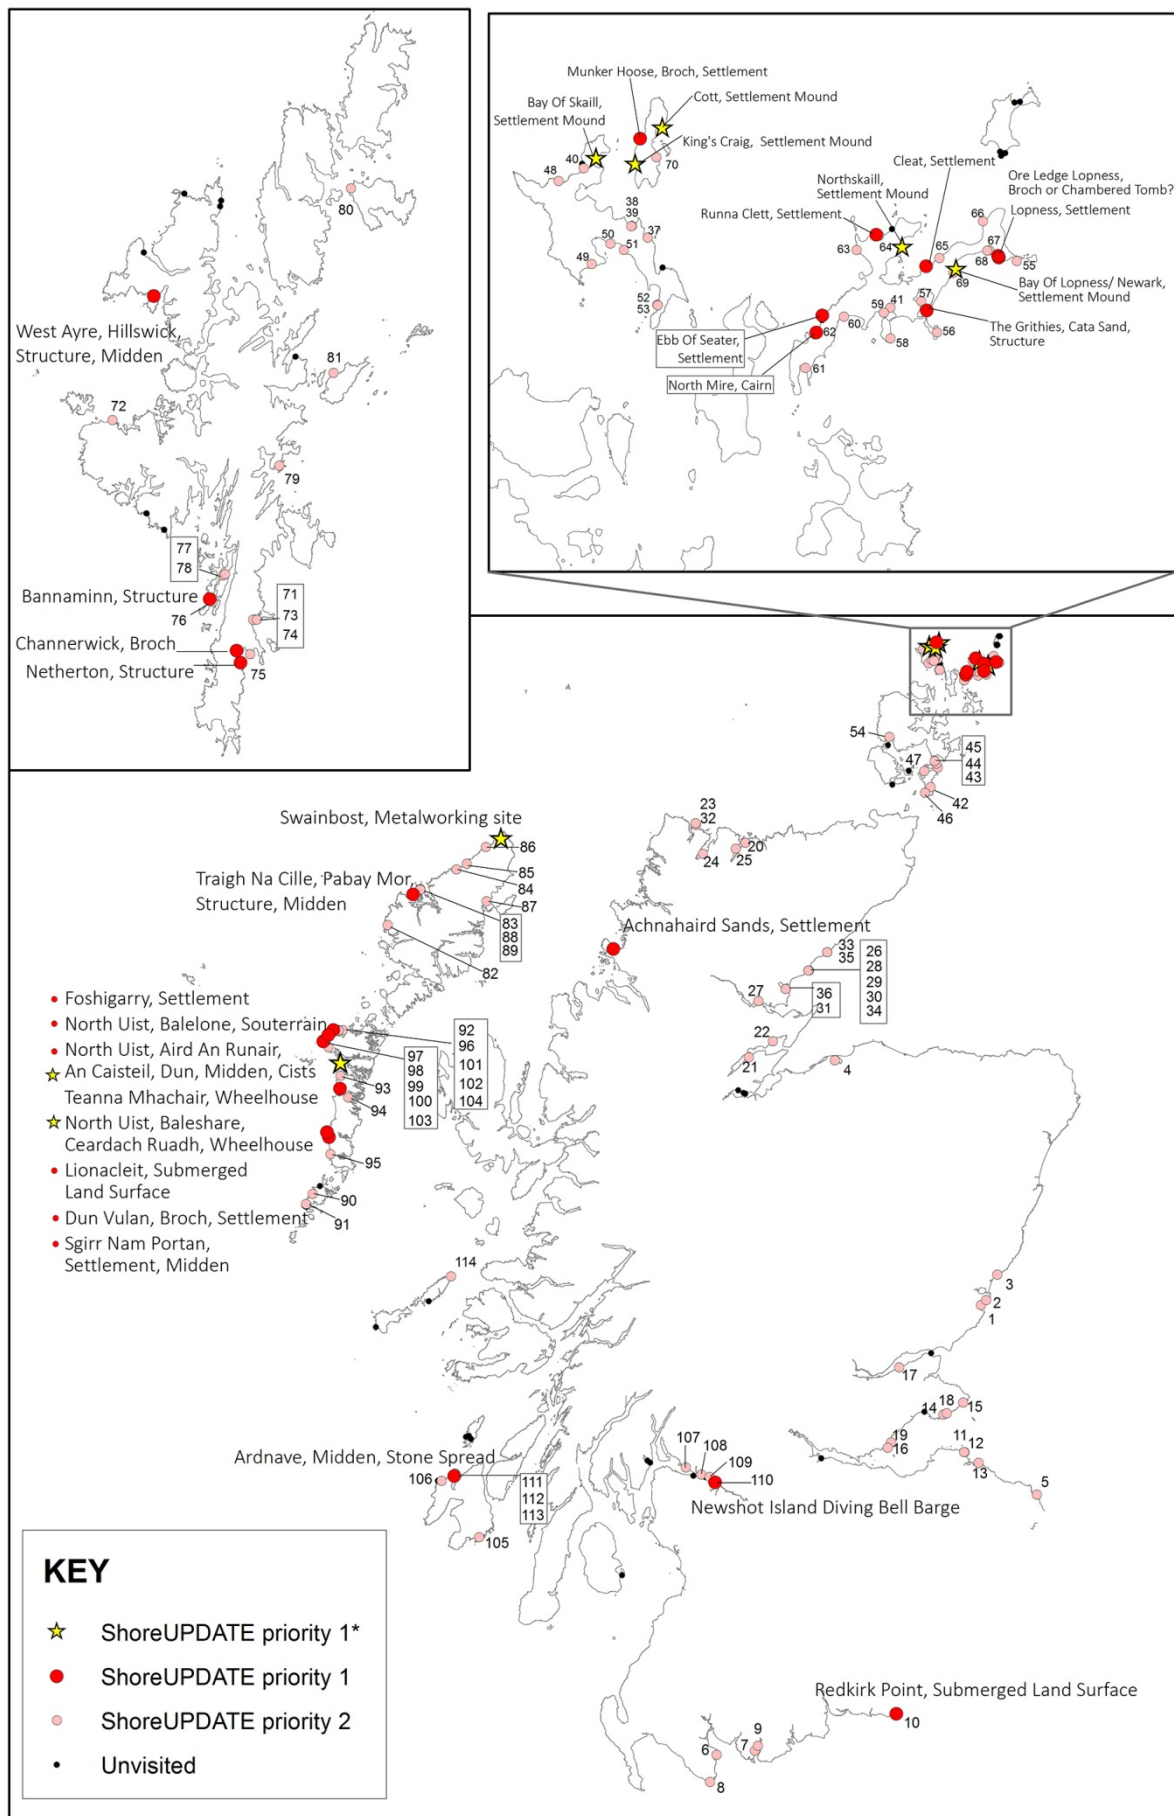 80
81
72
79
West Ayre, Hillswick,
Structure, Midden
77
78
Bannaminn, Structure
76
71
73
74
Channerwick, Broch
Netherton, Structure
75
Munker Hoose, Broch, Settlement
Cott, Settlement Mound
Bay Of Skaill,
Settlement Mound
King's Craig, Settlement Mound
40
48
70
38
39
37
50
51
49
52
53
Cleat, Settlement
Northskaill,
Settlement Mound
Runna Clett, Settlement
Ore Ledge Lopness,
Broch or Chambered Tomb?
Lopness, Settlement
66
63
64
65
67
68
55
69
Bay Of Lopness/ Newark,
Settlement Mound
57
41
59
60
58
56
The Grithies, Cata Sand,
Structure
Ebb Of Seater,
Settlement
62
North Mire, Cairn
61
54
47
45
44
43
42
46
Swainbost, Metalworking site
86
85
84
87
Traigh Na Cille, Pabay Mor,
Structure, Midden
83
88
89
82
23
32
24
25
20
Achnahaird Sands, Settlement
33
35
26
28
29
30
34
36
31
27
22
21
4
Foshigarry, Settlement
North Uist, Balelone, Souterrain
North Uist, Aird An Runair,
An Caisteil, Dun, Midden, Cists
Teanna Mhachair, Wheelhouse
North Uist, Baleshare,
Ceardach Ruadh, Wheelhouse
Lionacleit, Submerged
Land Surface
Dun Vulan, Broch, Settlement
Sgirr Nam Portan,
Settlement, Midden
92
96
101
102
104
97
98
99
100
103
93
94
95
90
91
114
3
2
1
17
14
18
15
19
16
11
12
13
5
Ardnave, Midden, Stone Spread
106
111
112
113
105
107
108
109
110
Newshot Island Diving Bell Barge
Redkirk Point, Submerged Land Surface
10
9
7
6
8
KEY
ShoreUPDATE priority 1*
ShoreUPDATE priority 1
ShoreUPDATE priority 2
Unvisited